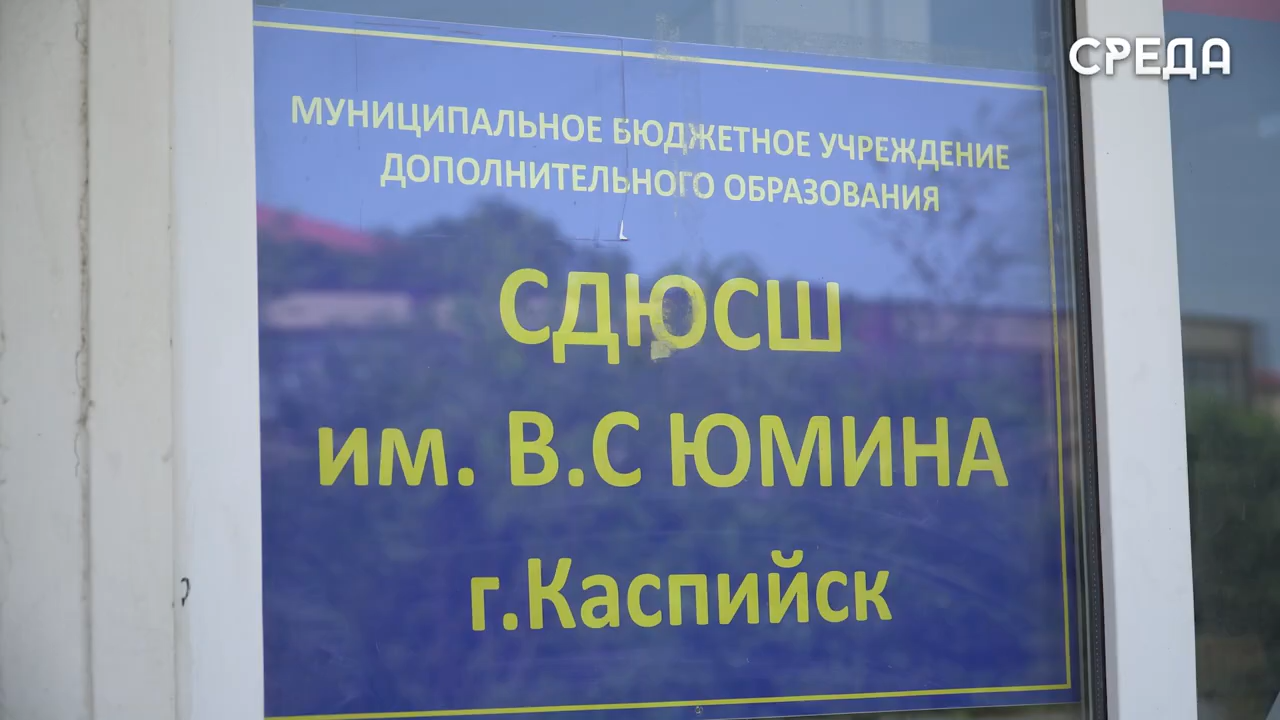 СРЕДА
МУНИЦИПАЛЬНОЕ БЮДЖЕТНОЕ УЧРЕЖДЕНИЕ
ДОПОЛНИТЕЛЬНОГО ОБРАЗОВАНИЯ
СДЮСШ
им. В.С ЮМИНА
г.Каспийск